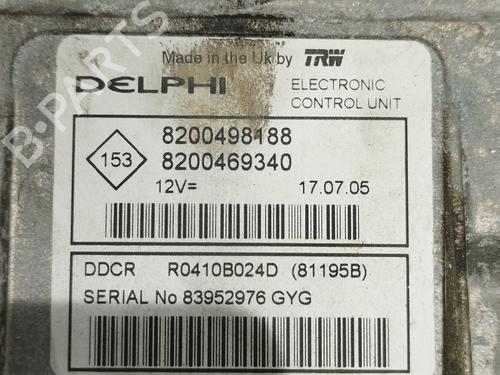 Made in the Uk by TRW
DELPHI ELECTRONIC
CONTROL UNIT
8200498188
153 8200469340
12V= 17.07.05
DDCR R0410B024D (81195B)
SERIAL No 83952976 GYG
B-PARTS